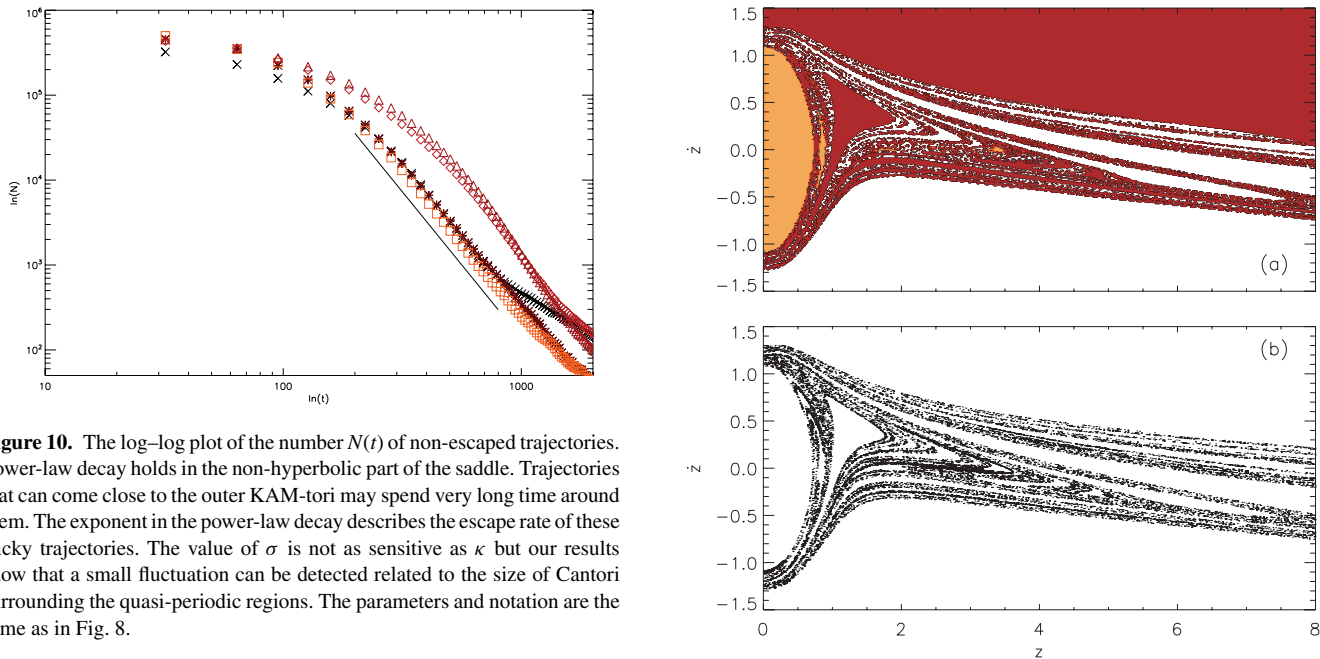 10⁶
10⁵
10⁴
10³
10²
ln(N)
10
100
1000
ln(t)
gure 10. The log–log plot of the number N(t) of non-escaped trajectories.
ower-law decay holds in the non-hyperbolic part of the saddle. Trajectories
at can come close to the outer KAM-tori may spend very long time around
em. The exponent in the power-law decay describes the escape rate of these
icky trajectories. The value of σ is not as sensitive as κ but our results
ow that a small fluctuation can be detected related to the size of Cantori
rrounding the quasi-periodic regions. The parameters and notation are the
me as in Fig. 8.
1.5
1.0
0.5
0.0
−0.5
−1.0
−1.5
ż
(a)
1.5
1.0
0.5
0.0
−0.5
−1.0
−1.5
ż
(b)
0
2
4
6
8
z